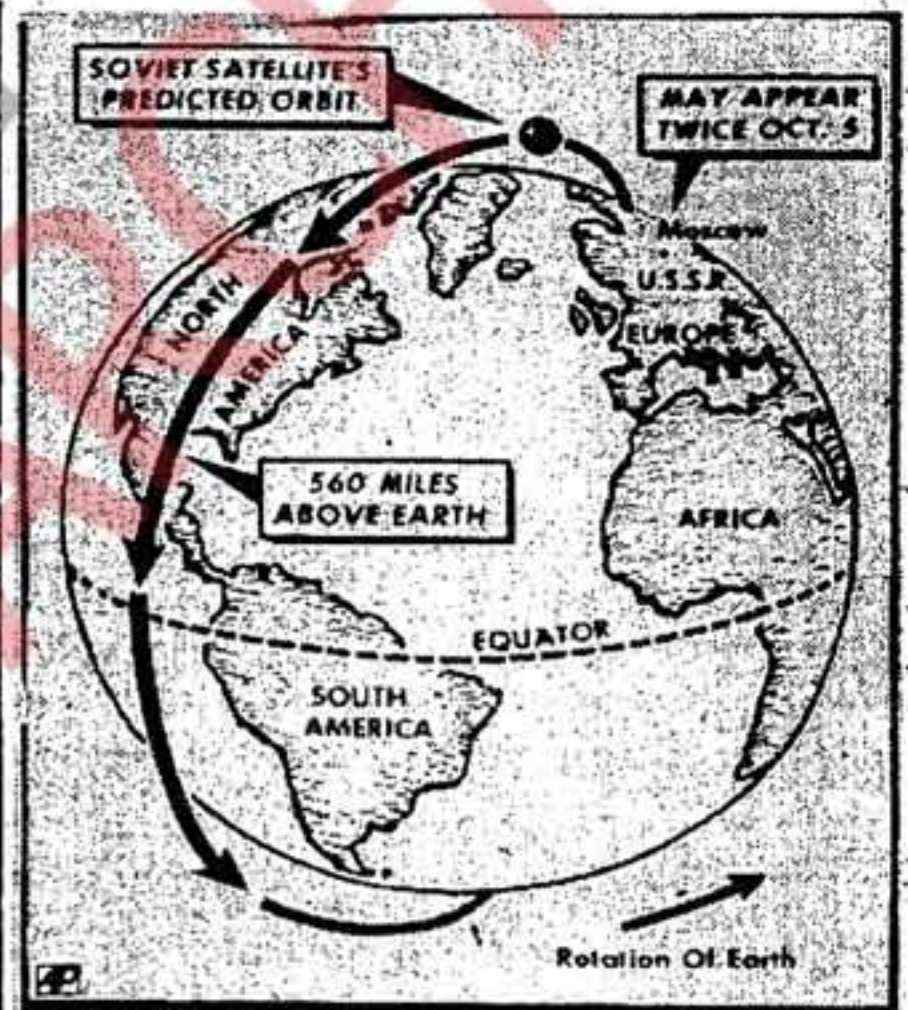 SOVIET SATELLITE'S
PREDICTED ORBIT
MAY APPEAR
TWICE OCT. 5
Moscow
U.S.S.R.
EUROPE
NORTH
AMERICA
560 MILES
ABOVE EARTH
AFRICA
EQUATOR
SOUTH
AMERICA
Rotation Of Earth
AP